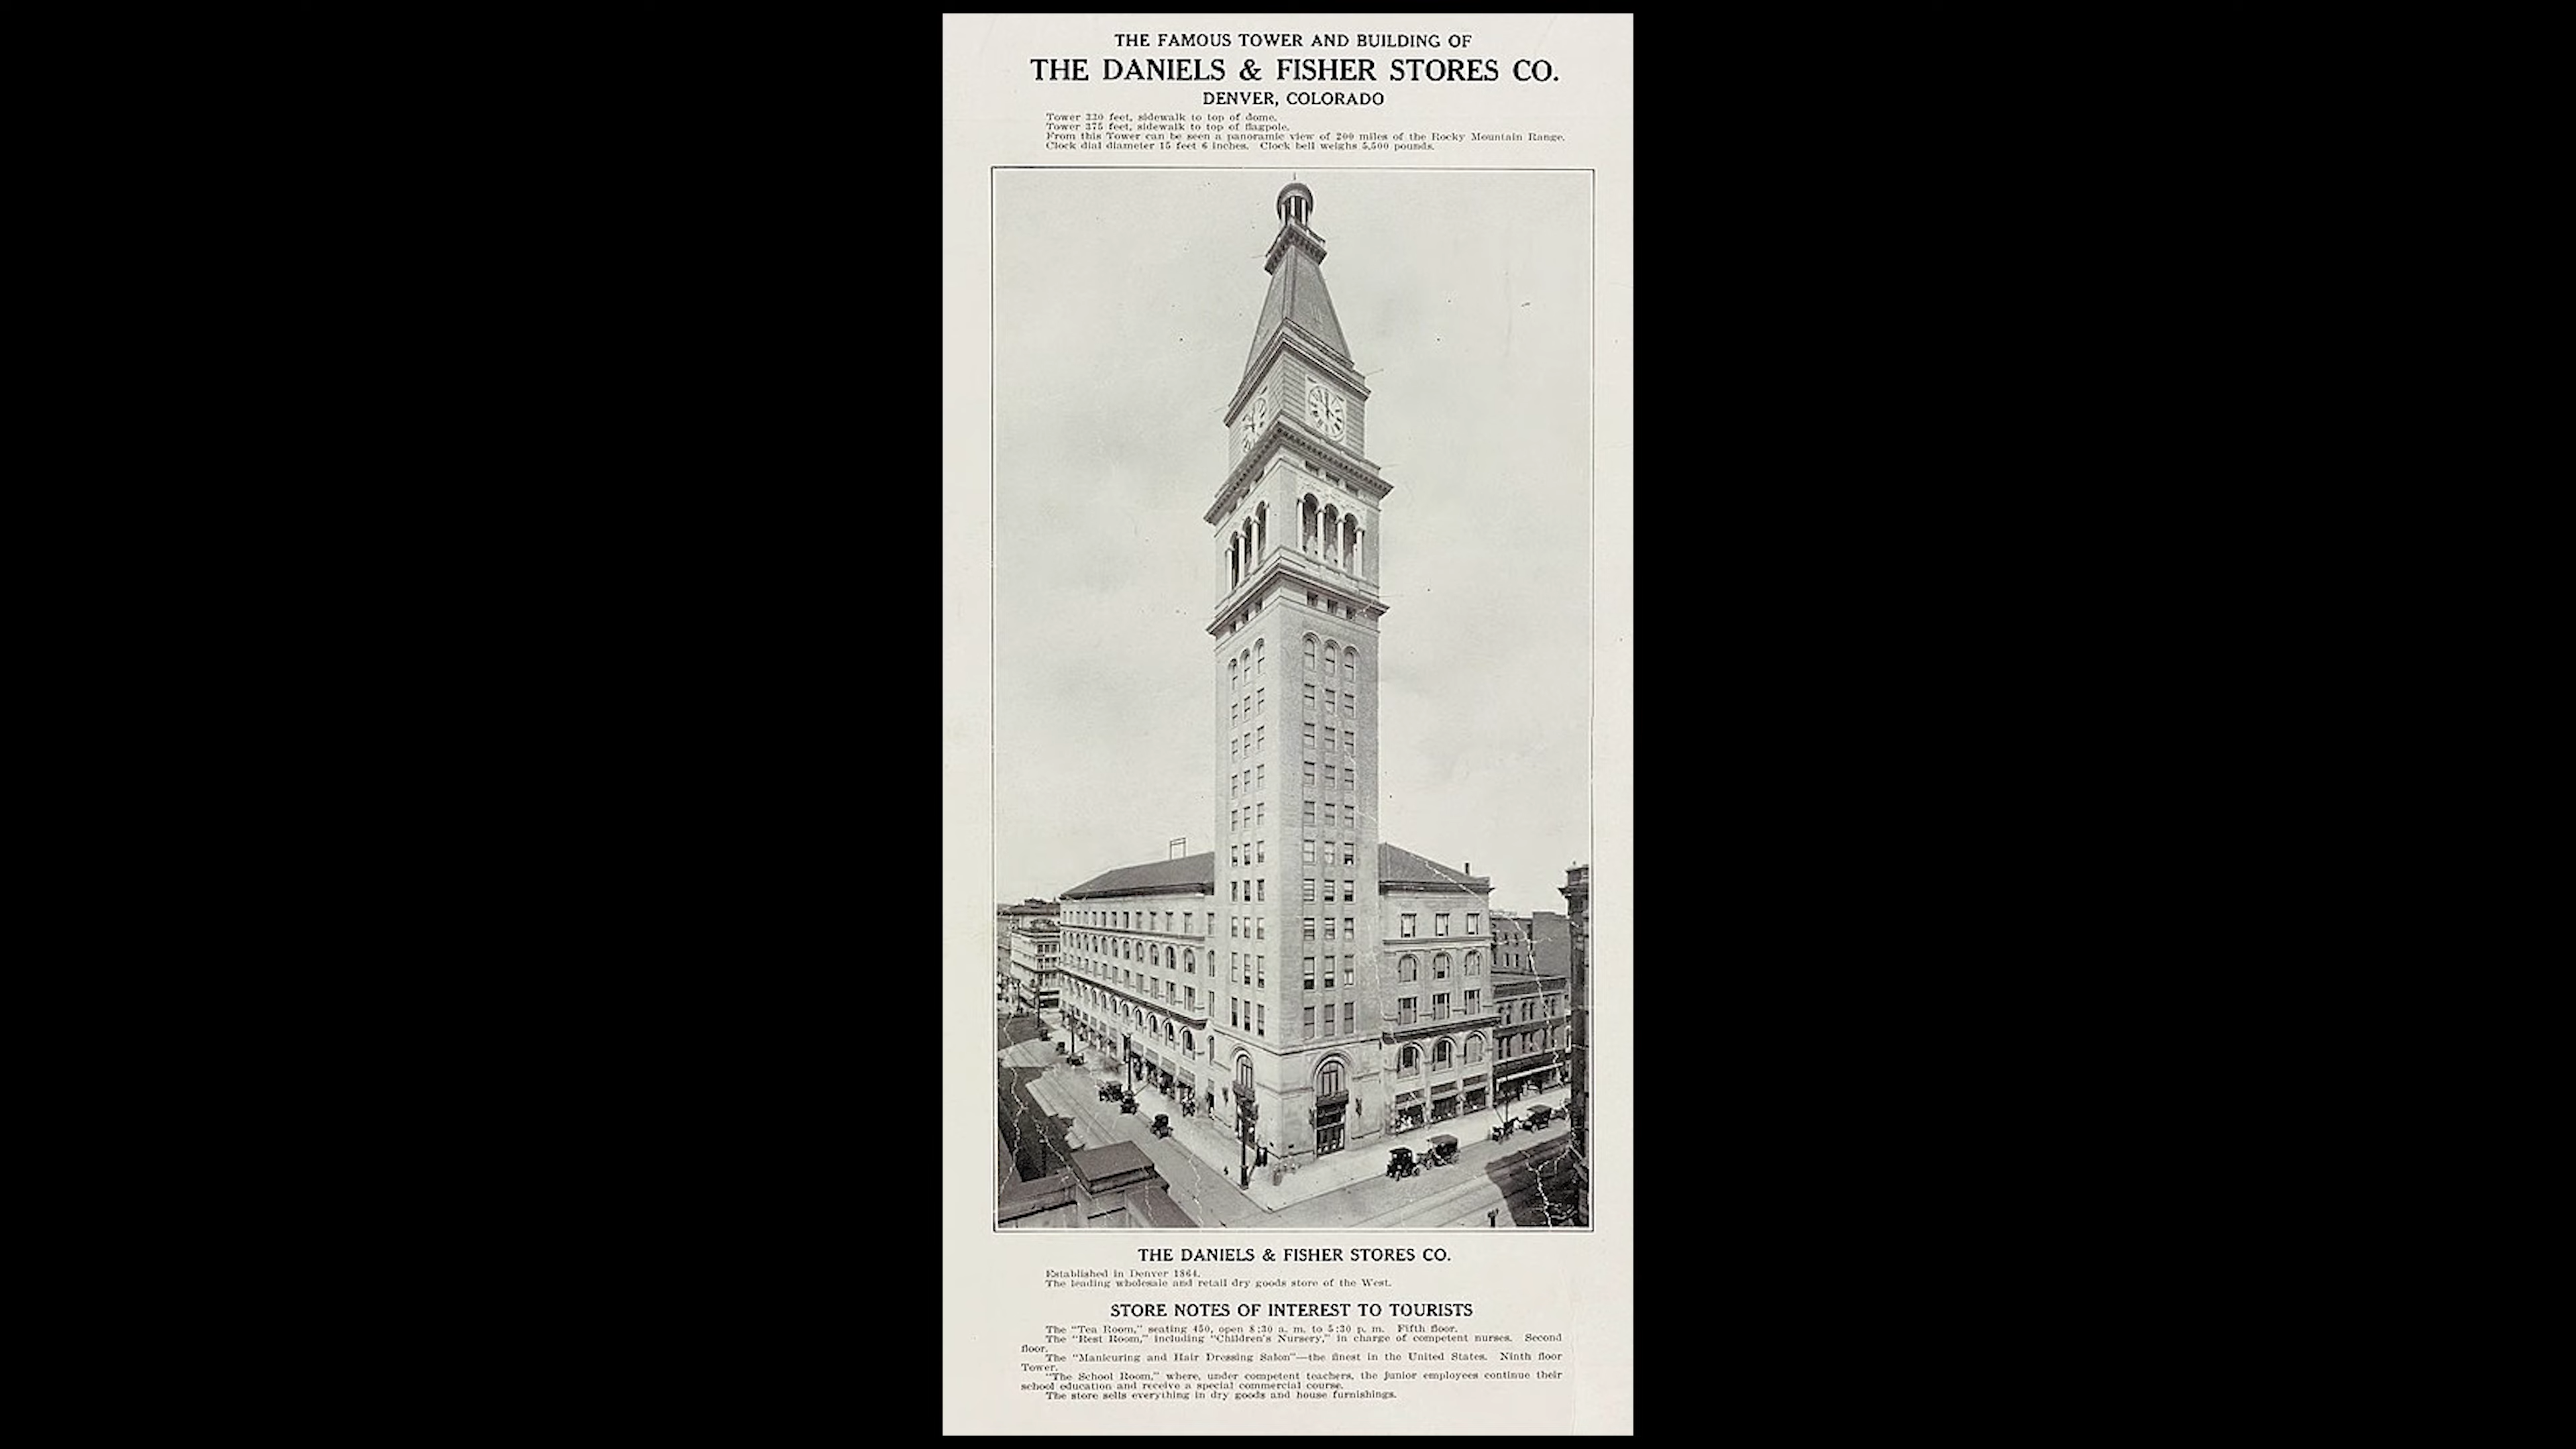 THE FAMOUS TOWER AND BUILDING OF
THE DANIELS & FISHER STORES CO.
DENVER, COLORADO
Tower 330 feet, sidewalk to top of dome.
Tower 375 feet, sidewalk to top of flagpole.
From this Tower can be seen a panoramic view of 200 miles of the Rocky Mountain Range.
Clock dial diameter 15 feet 6 inches. Clock bell weighs 5,500 pounds.
THE DANIELS & FISHER STORES CO.
Established in Denver 1864.
The leading wholesale and retail dry goods store of the West.
STORE NOTES OF INTEREST TO TOURISTS
The "Tea Room," seating 450, open 8:30 a. m. to 5:30 p. m. Fifth floor.
The "Rest Room," including "Children's Nursery," in charge of competent nurses. Second
floor.
The "Manicuring and Hair Dressing Salon"—the finest in the United States. Ninth floor
Tower.
"The School Room," where, under competent teachers, the junior employees continue their
school education and receive a special commercial course.
The store sells everything in dry goods and house furnishings.